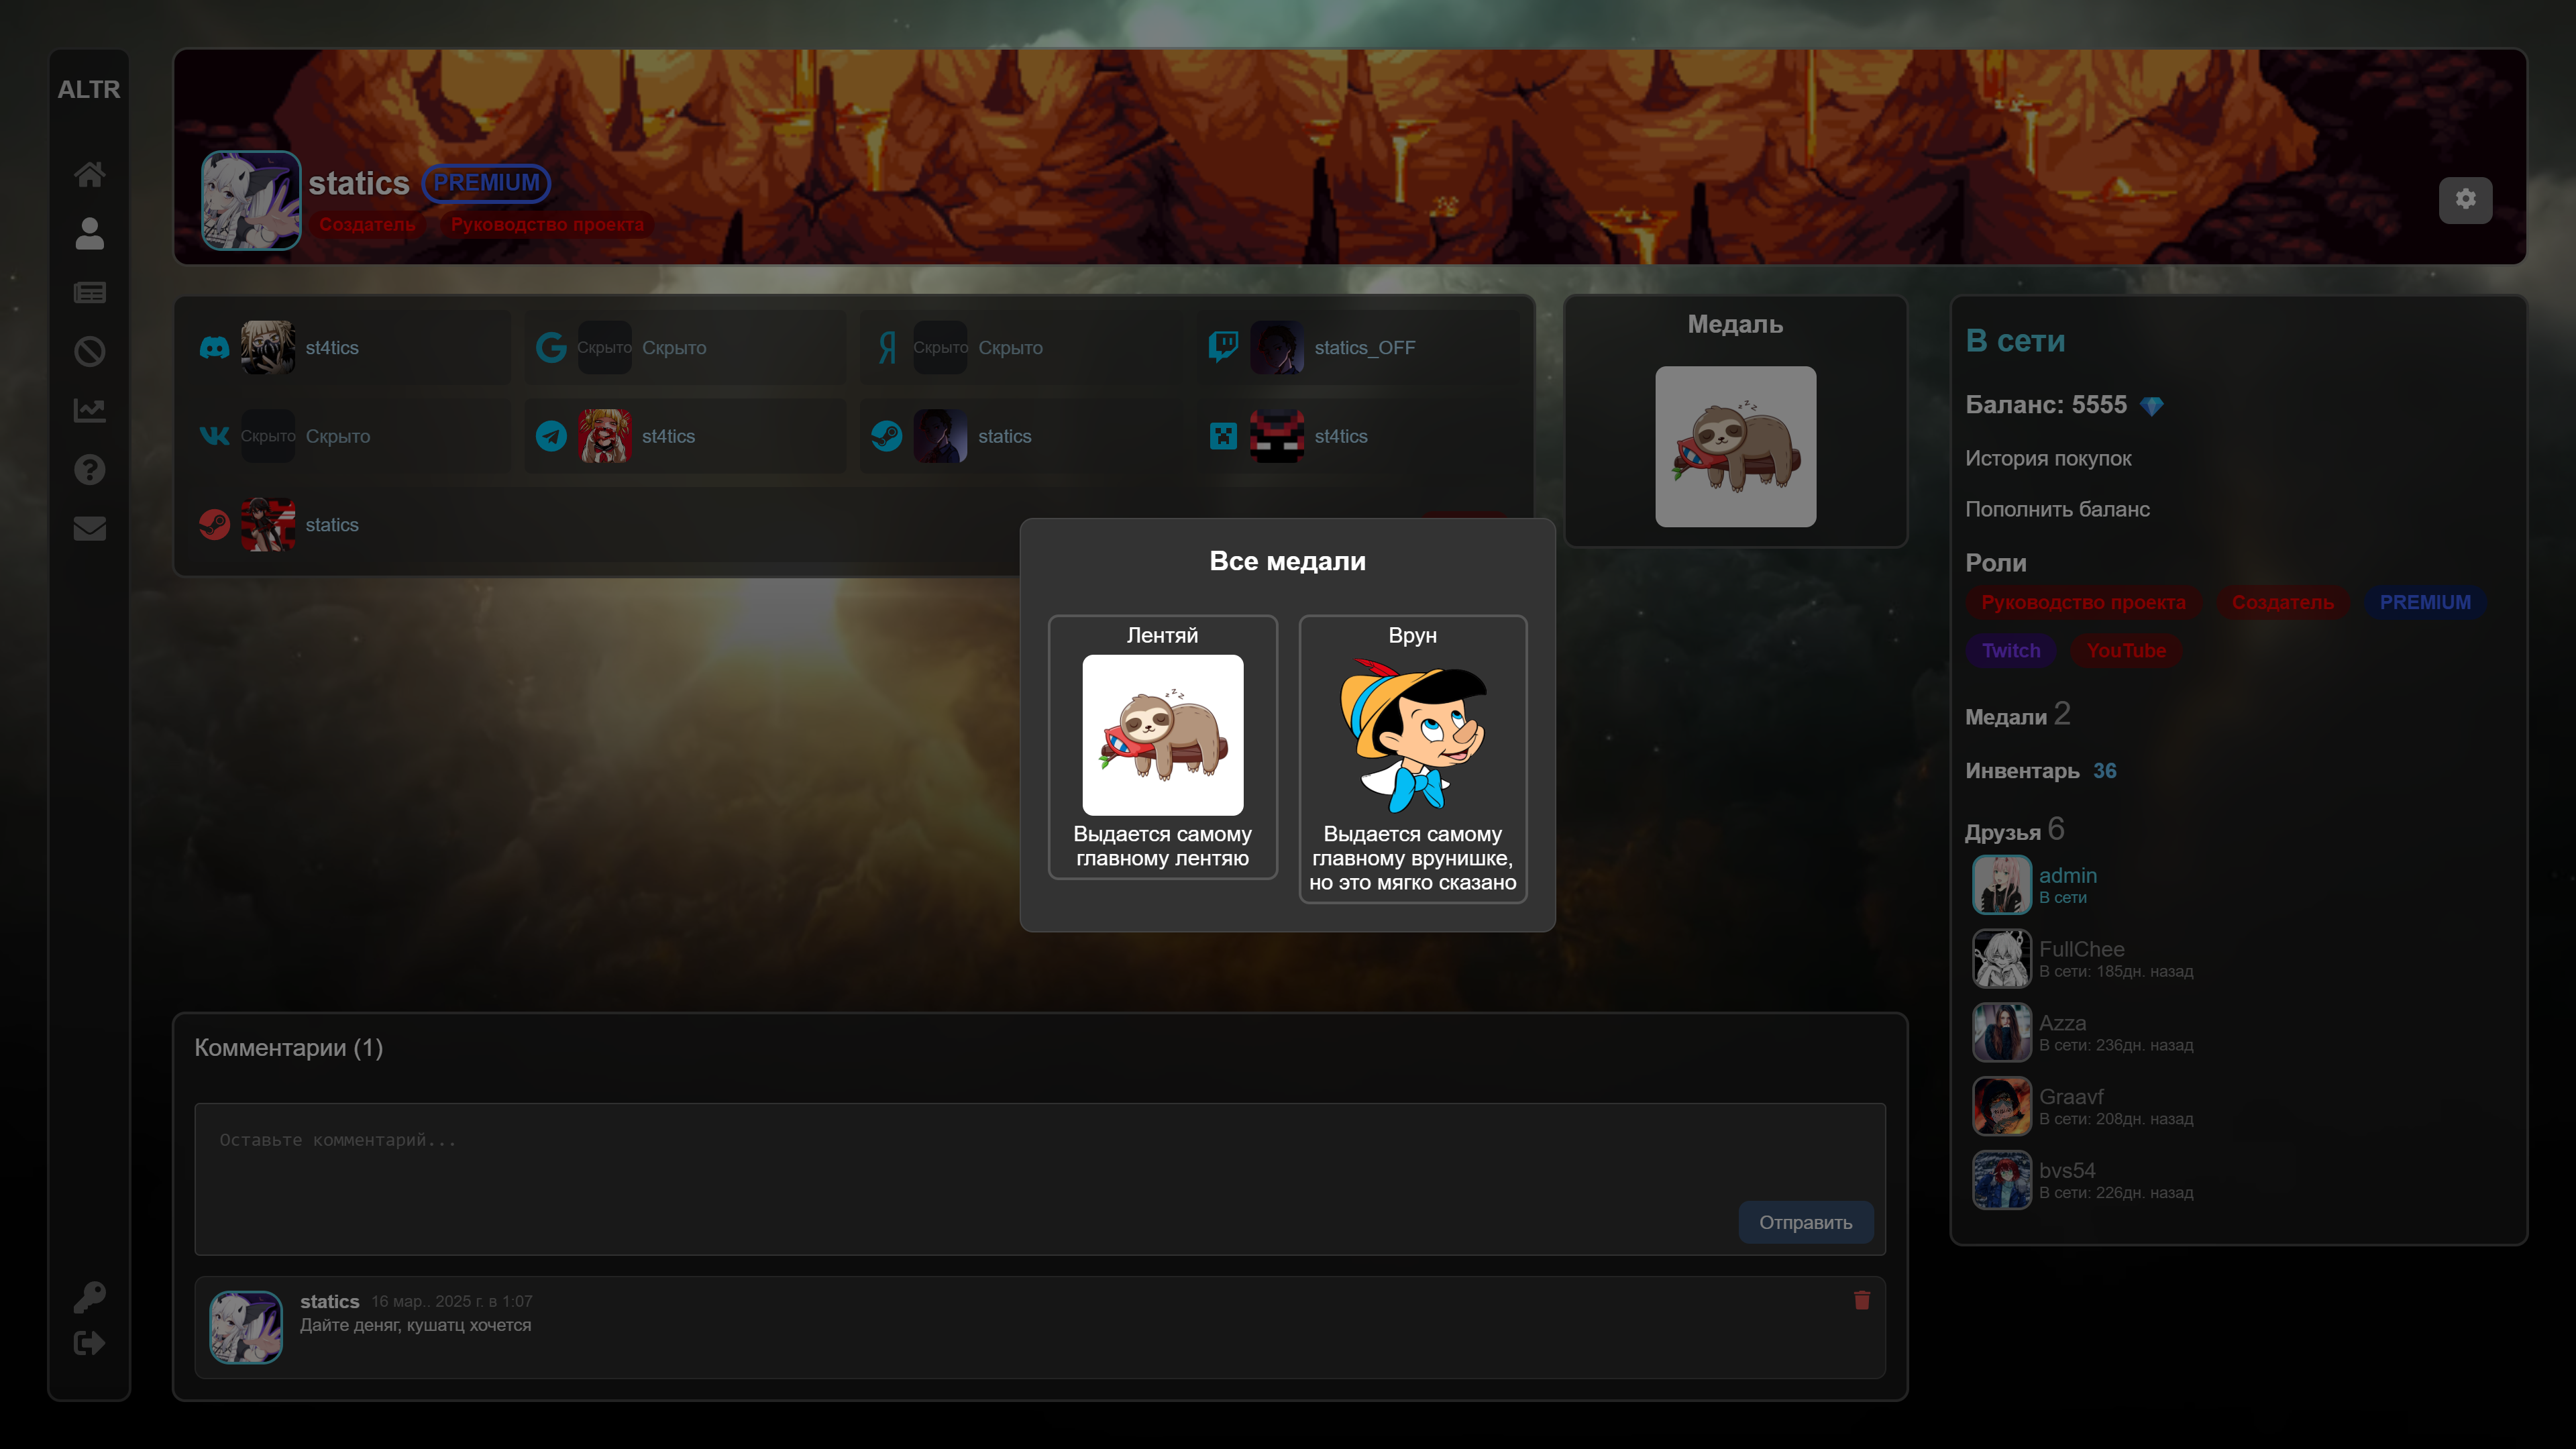 ALTR
statics PREMIUM
Создатель Руководство проекта
st4tics
Скрыто Скрыто
Скрыто Скрыто
statics_OFF
Скрыто Скрыто
st4tics
statics
st4tics
statics
Медаль
z z z
В сети
Баланс: 5555
История покупок
Пополнить баланс
Роли
Руководство проекта Создатель PREMIUM
Twitch YouTube
Медали 2
Инвентарь 36
Друзья 6
admin
В сети
FullChee
В сети: 185дн. назад
Azza
В сети: 236дн. назад
Graavf
В сети: 208дн. назад
bvs54
В сети: 226дн. назад
Все медали
Лентяй
z z z
Выдается самому
главному лентяю
Врун
Выдается самому
главному врунишке,
но это мягко сказано
Комментарии (1)
Оставьте комментарий...
Отправить
statics 16 мар.. 2025 г. в 1:07
Дайте деняг, кушатц хочется